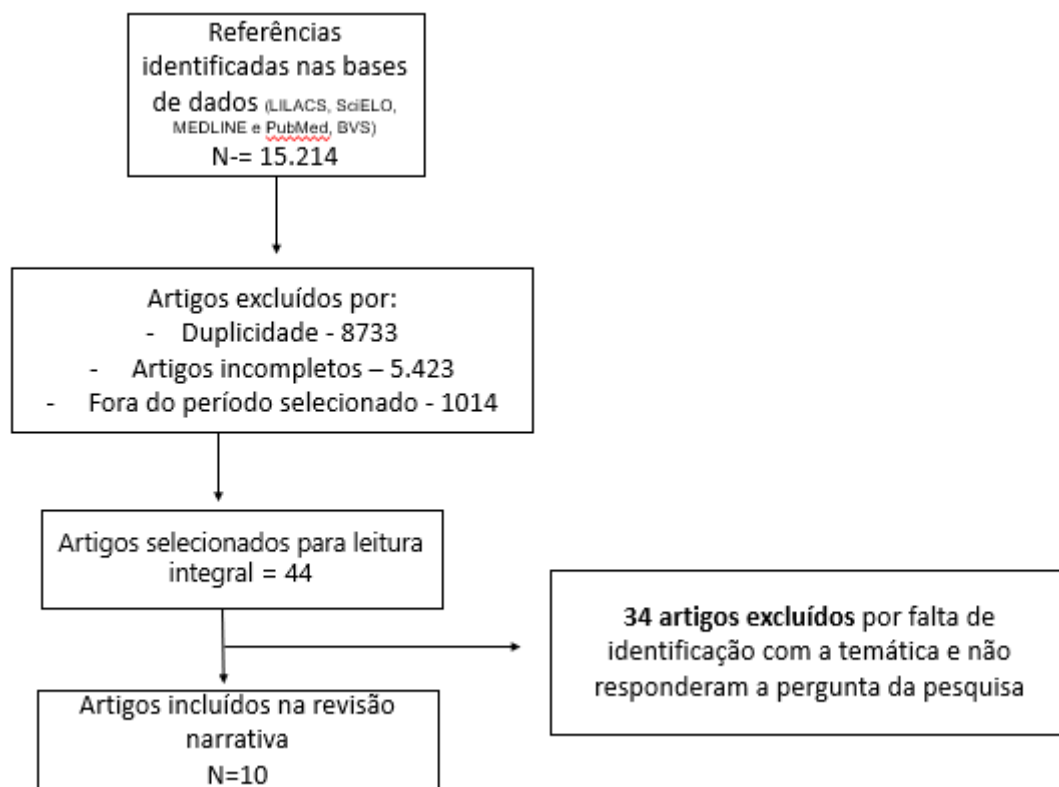 Referências
identificadas nas bases
de dados (LILACS, SciELO,
MEDLINE e PubMed, BVS)
N-= 15.214
Artigos excluídos por:
- Duplicidade - 8733
- Artigos incompletos – 5.423
- Fora do período selecionado - 1014
Artigos selecionados para leitura
integral = 44
34 artigos excluídos por falta de
identificação com a temática e não
responderam a pergunta da pesquisa
Artigos incluídos na revisão
narrativa
N=10